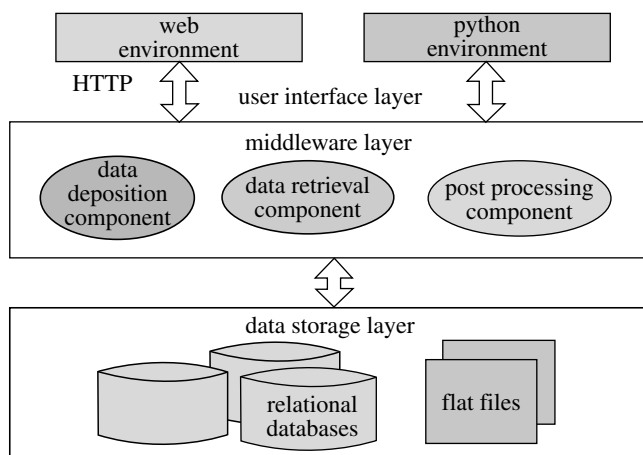 web
environment
python
environment
HTTP
user interface layer
middleware layer
data
deposition
component
data retrieval
component
post processing
component
data storage layer
relational
databases
flat files